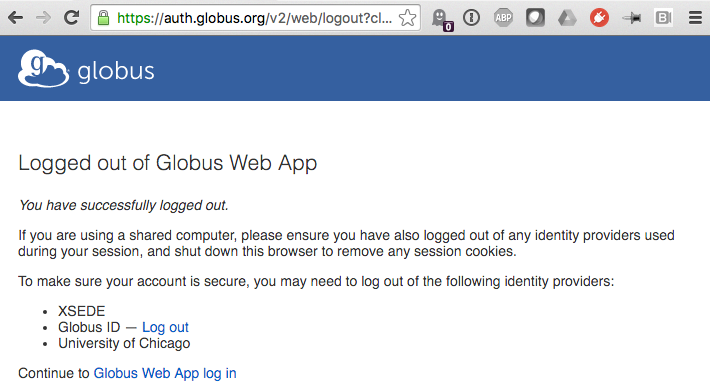 https://auth.globus.org/v2/web/logout?cl
0
ABP
B
g globus
Logged out of Globus Web App
You have successfully logged out.
If you are using a shared computer, please ensure you have also logged out of any identity providers used
during your session, and shut down this browser to remove any session cookies.
To make sure your account is secure, you may need to log out of the following identity providers:
• XSEDE
• Globus ID — Log out
• University of Chicago
Continue to Globus Web App log in